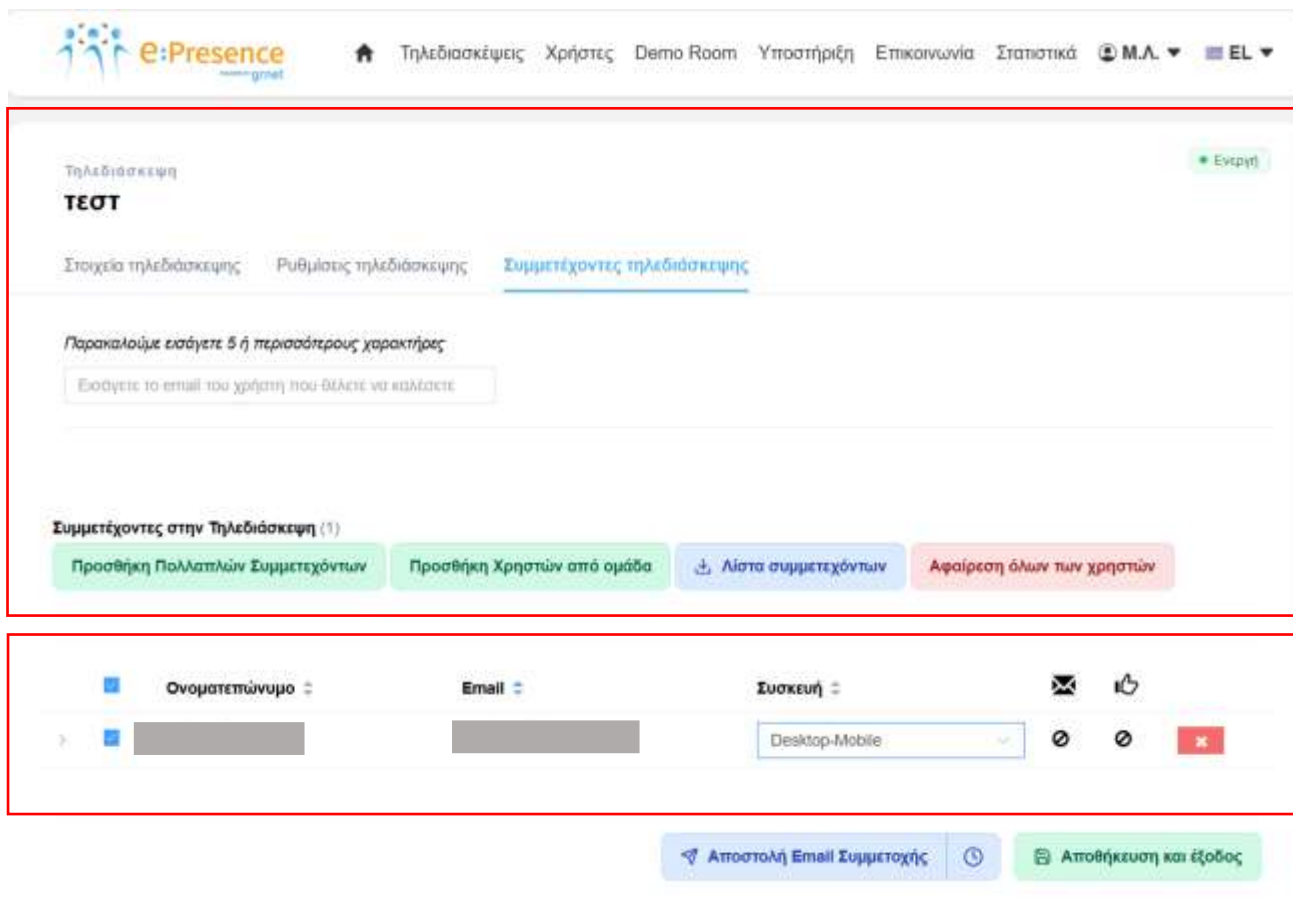 e:Presence
grnet
Τηλεδιασκέψεις Χρήστες Demo Room Υποστήριξη Επικοινωνία Στατιστικά Μ.Λ. EL
Τηλεδιάσκεψη
Ενεργή
τεστ
Στοιχεία τηλεδιάσκεψης Ρυθμίσεις τηλεδιάσκεψης Συμμετέχοντες τηλεδιάσκεψης
Παρακαλούμε εισάγετε 5 ή περισσότερους χαρακτήρες
Εισάγετε το email του χρήστη που θέλετε να καλέσετε
Συμμετέχοντες στην Τηλεδιάσκεψη (1)
Προσθήκη Πολλαπλών Συμμετεχόντων Προσθήκη Χρηστών από ομάδα Λίστα συμμετεχόντων Αφαίρεση όλων των χρηστών
Ονοματεπώνυμο Email Συσκευή
Desktop-Mobile
Αποστολή Email Συμμετοχής Αποθήκευση και έξοδος